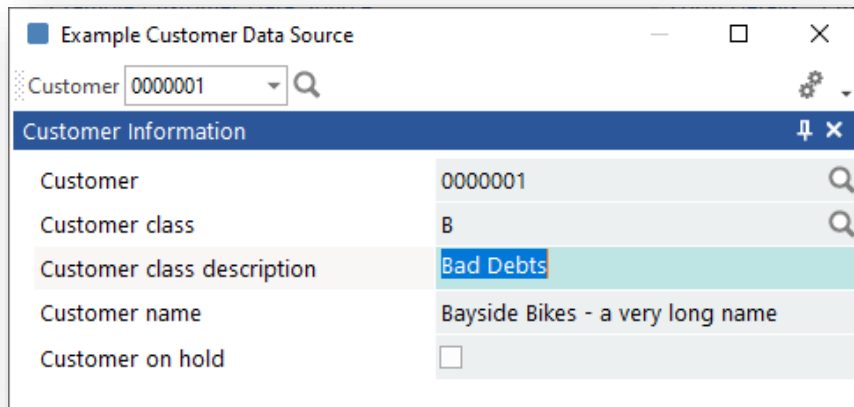 Example Customer Data Source
Customer 0000001
Customer Information
Customer 0000001
Customer class B
Customer class description Bad Debts
Customer name Bayside Bikes - a very long name
Customer on hold